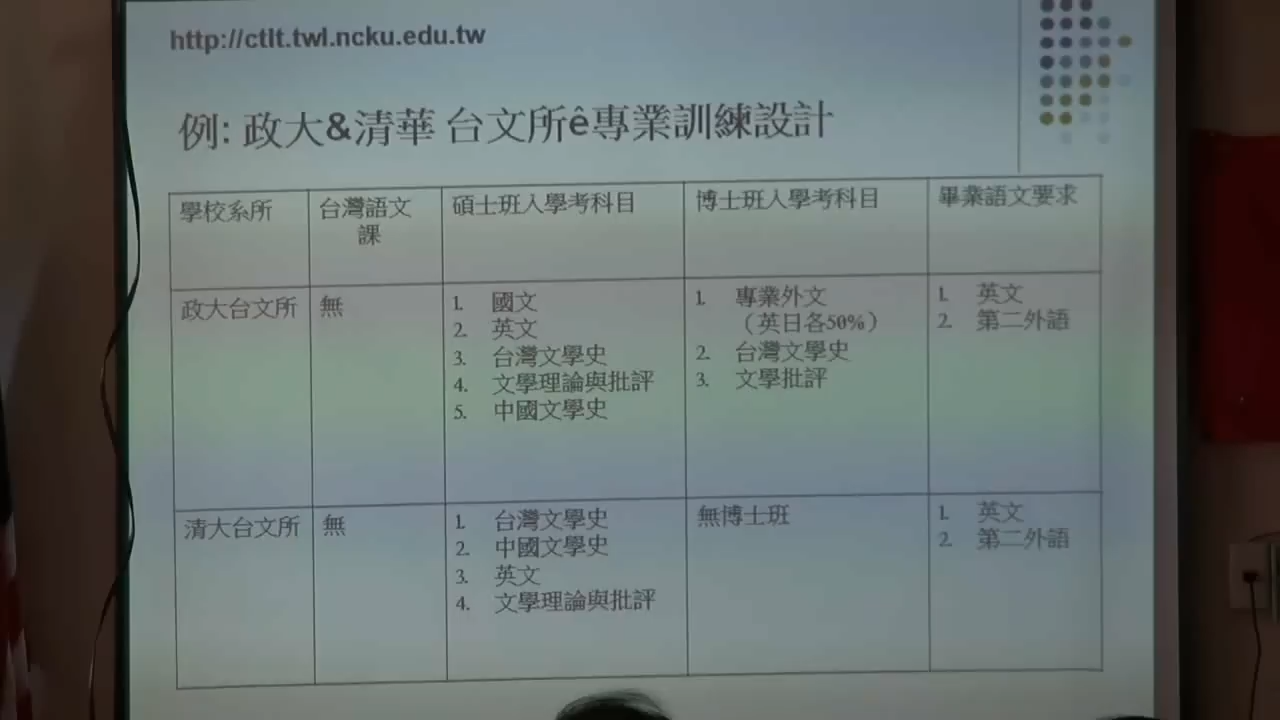 http://ctlt.twl.ncku.edu.tw
例: 政大&清華 台文所ê專業訓練設計
學校系所
台灣語文
課
碩士班入學考科目
博士班入學考科目
畢業語文要求
政大台文所
無
1. 國文
2. 英文
3. 台灣文學史
4. 文學理論與批評
5. 中國文學史
1. 專業外文
（英日各50%）
2. 台灣文學史
3. 文學批評
1. 英文
2. 第二外語
清大台文所
無
1. 台灣文學史
2. 中國文學史
3. 英文
4. 文學理論與批評
無博士班
1. 英文
2. 第二外語